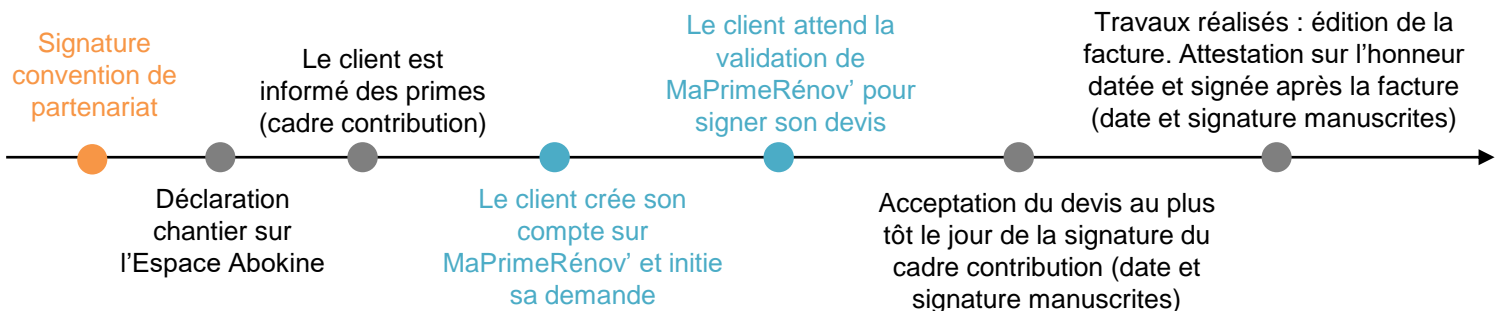 Signature
convention de
partenariat
Déclaration
chantier sur
l’Espace Abokine
Le client est
informé des primes
(cadre contribution)
Le client crée son
compte sur
MaPrimeRénov’ et initie
sa demande
Le client attend la
validation de
MaPrimeRénov’ pour
signer son devis
Acceptation du devis au plus
tôt le jour de la signature du
cadre contribution (date et
signature manuscrites)
Travaux réalisés : édition de la
facture. Attestation sur l’honneur
datée et signée après la facture
(date et signature manuscrites)